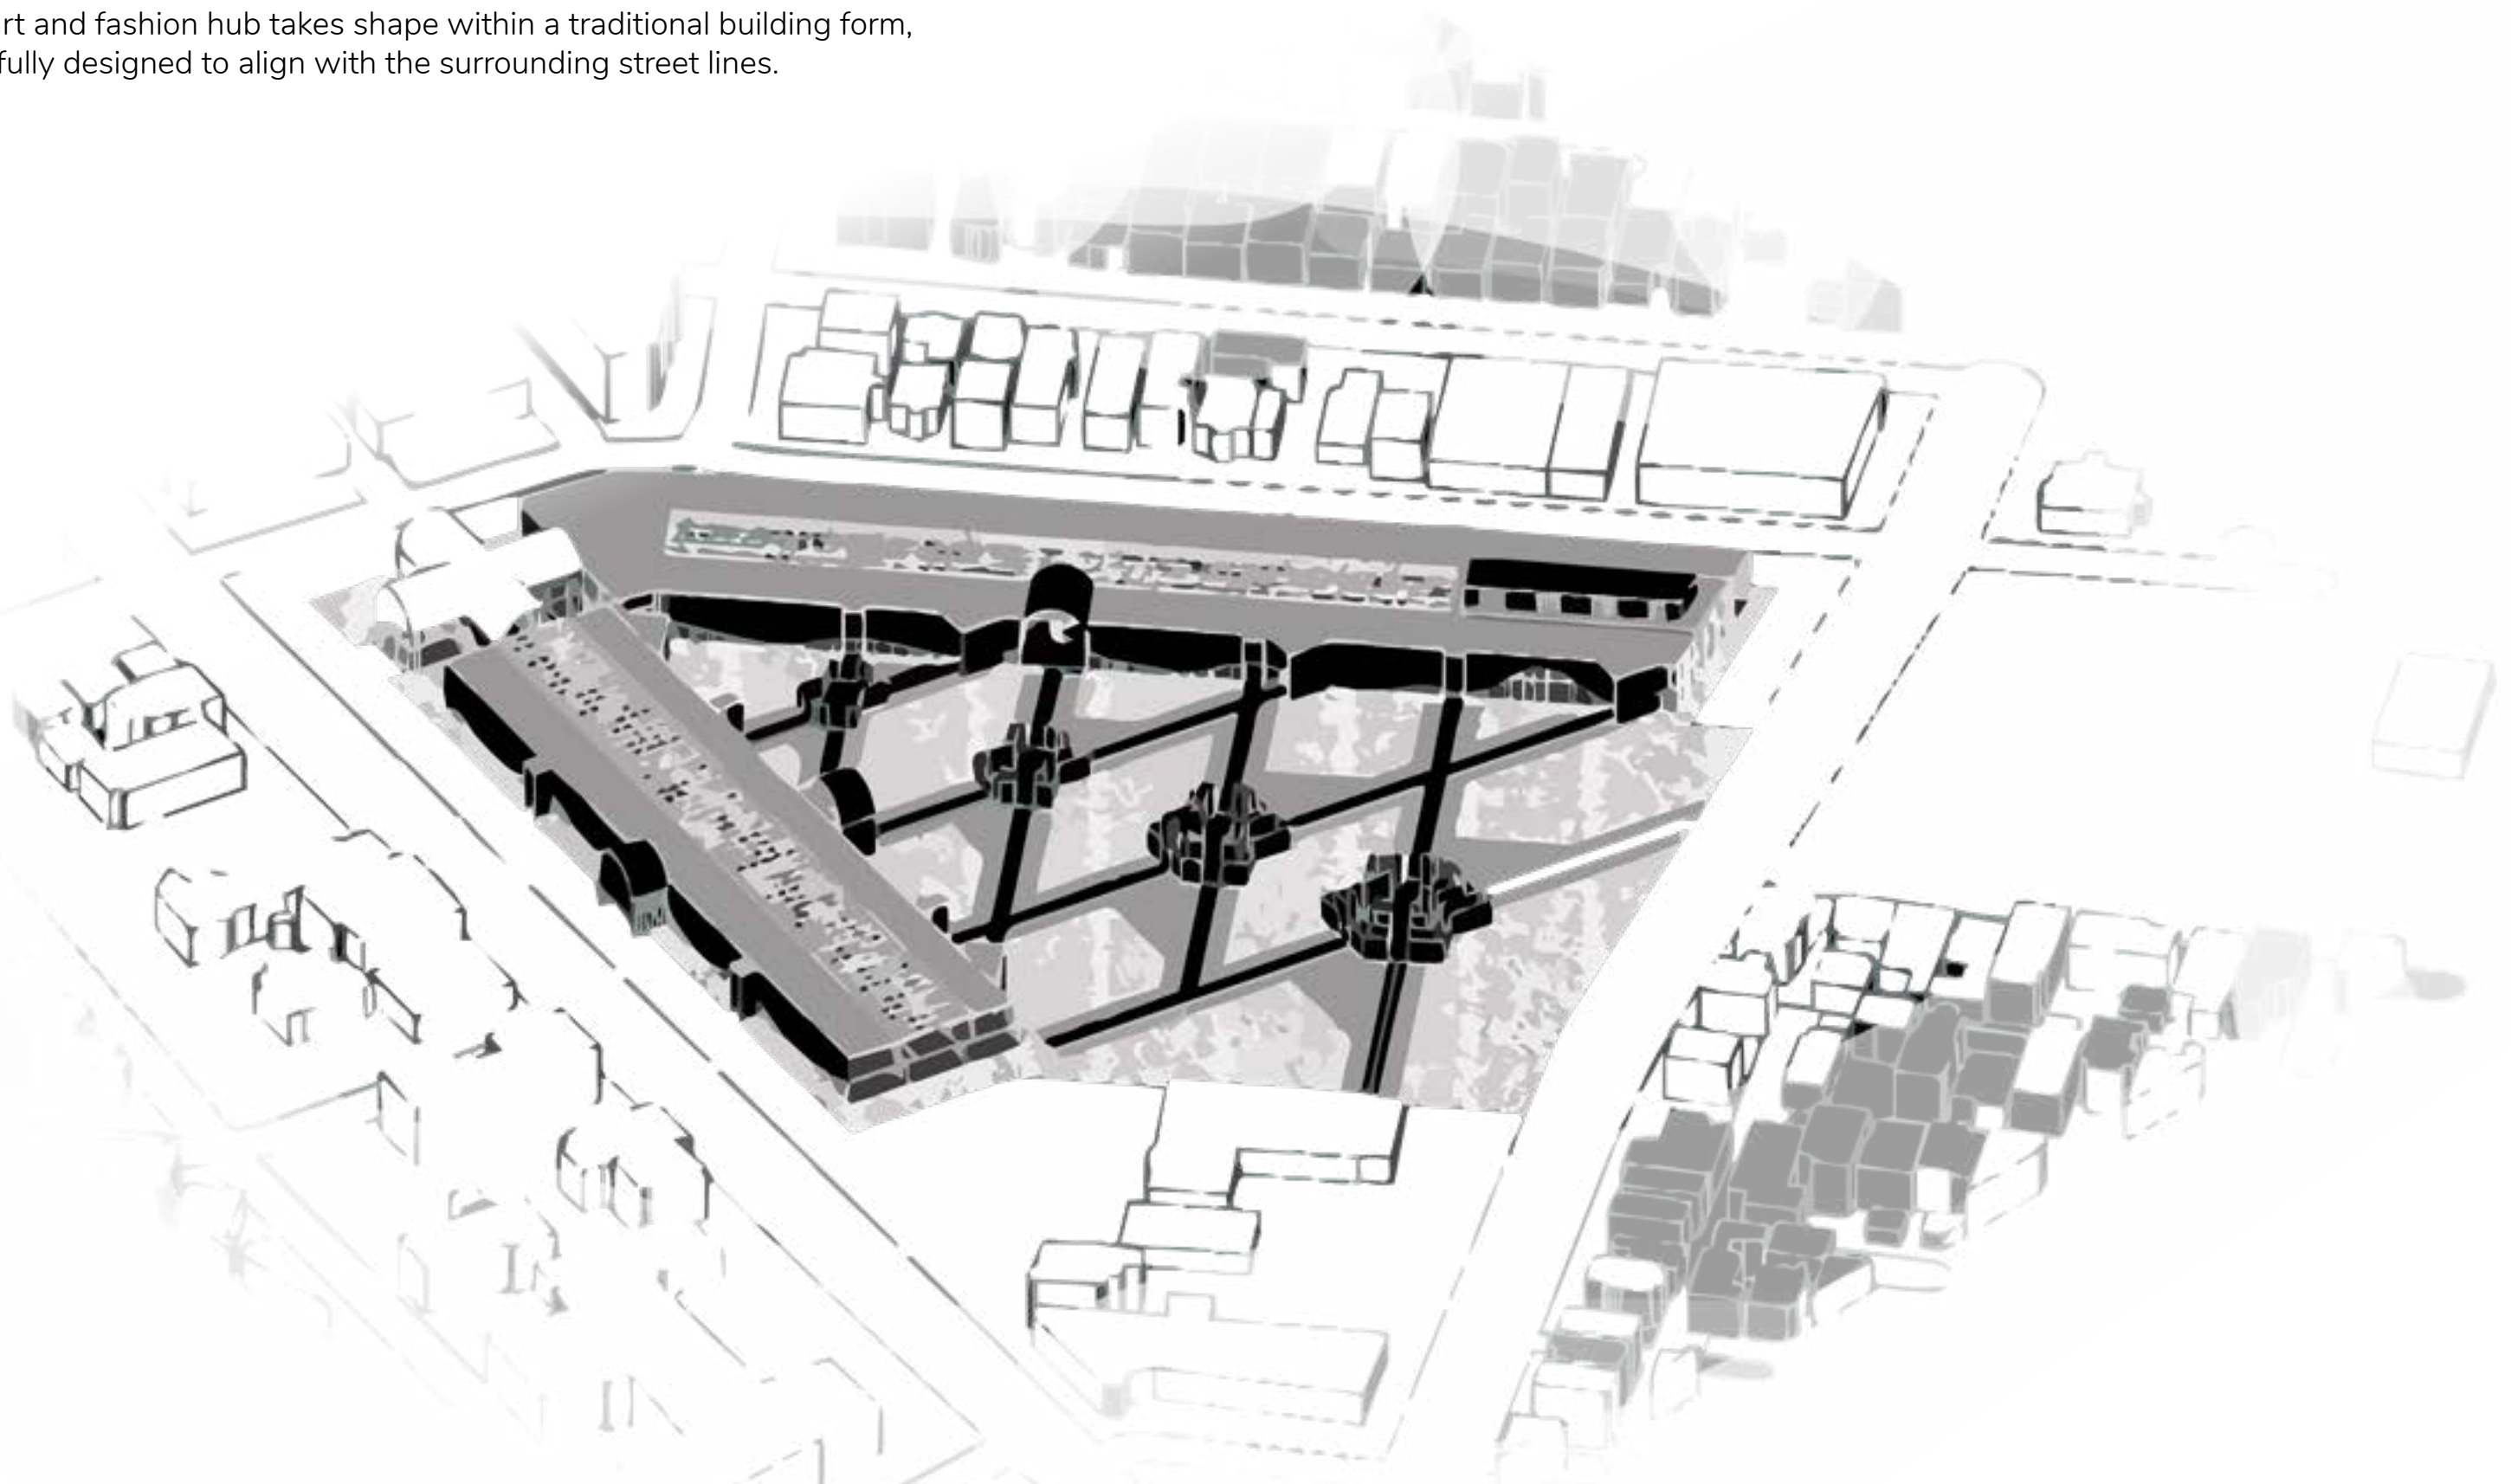 rt and fashion hub takes shape within a traditional building form,
fully designed to align with the surrounding street lines.